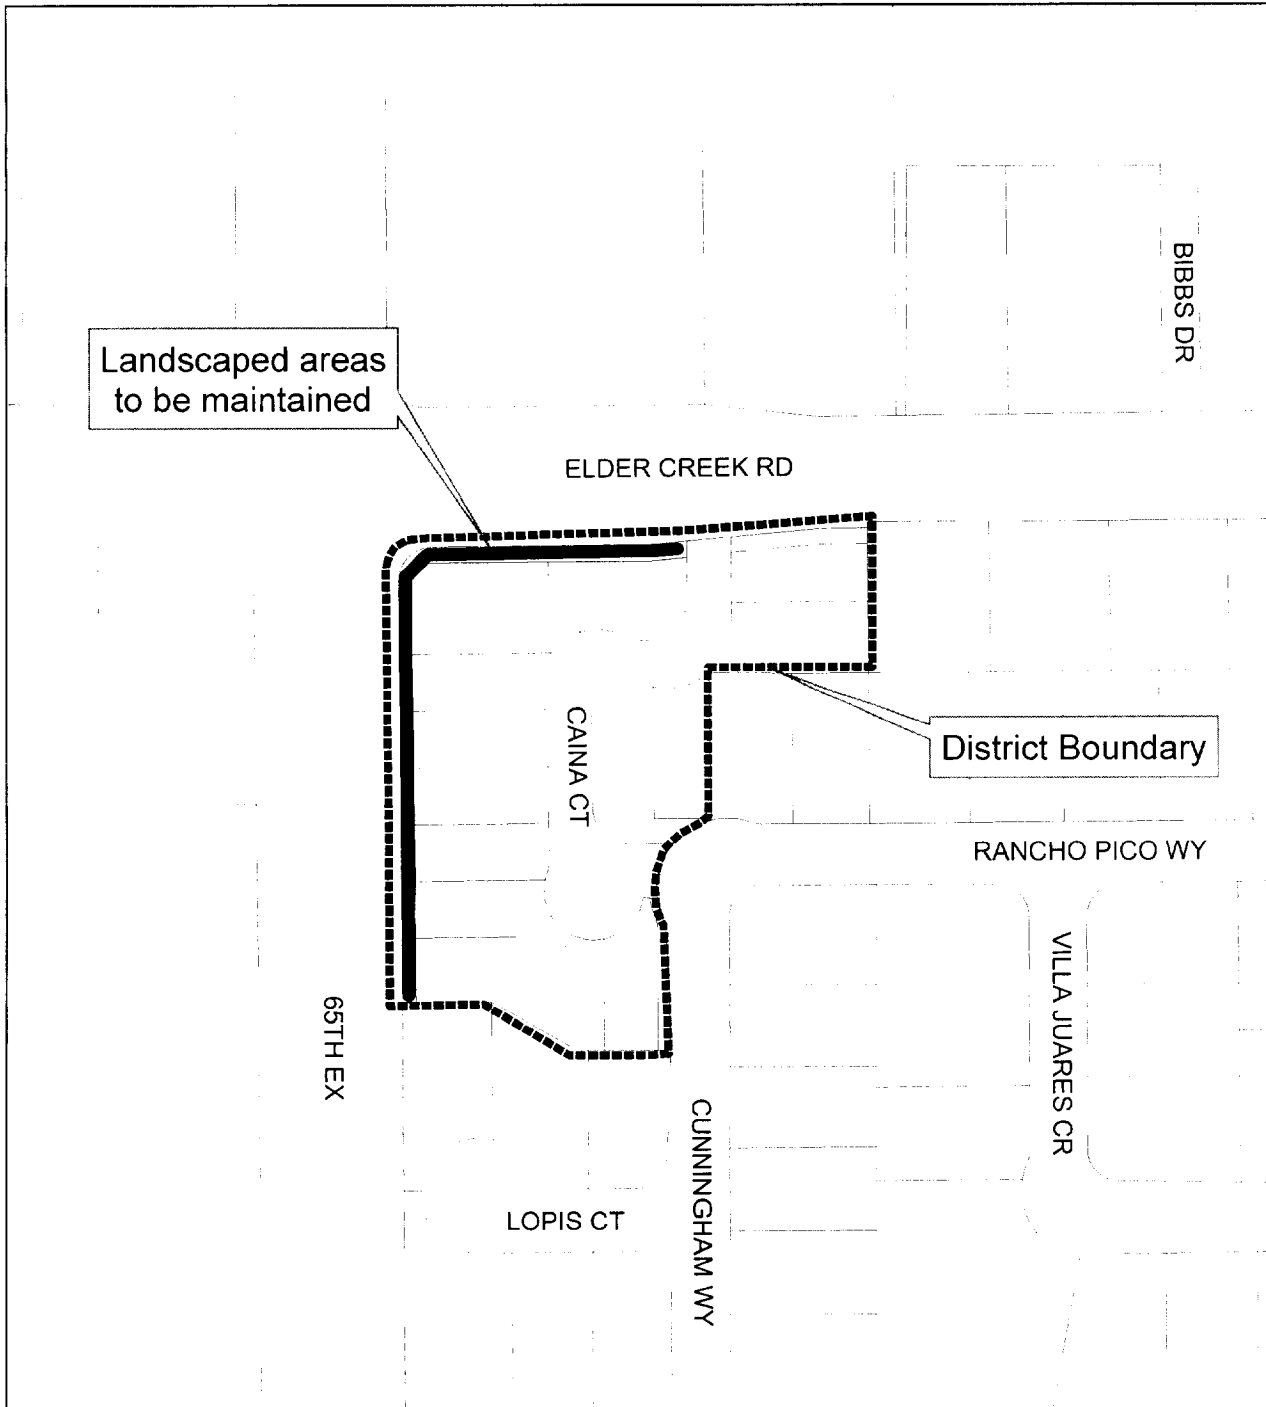 BIBBS DR
Landscaped areas
to be maintained
ELDER CREEK RD
CAINA CT
District Boundary
RANCHO PICO WY
65TH EX
VILLA JUARES CR
CUNNINGHAM WY
LOPIS CT